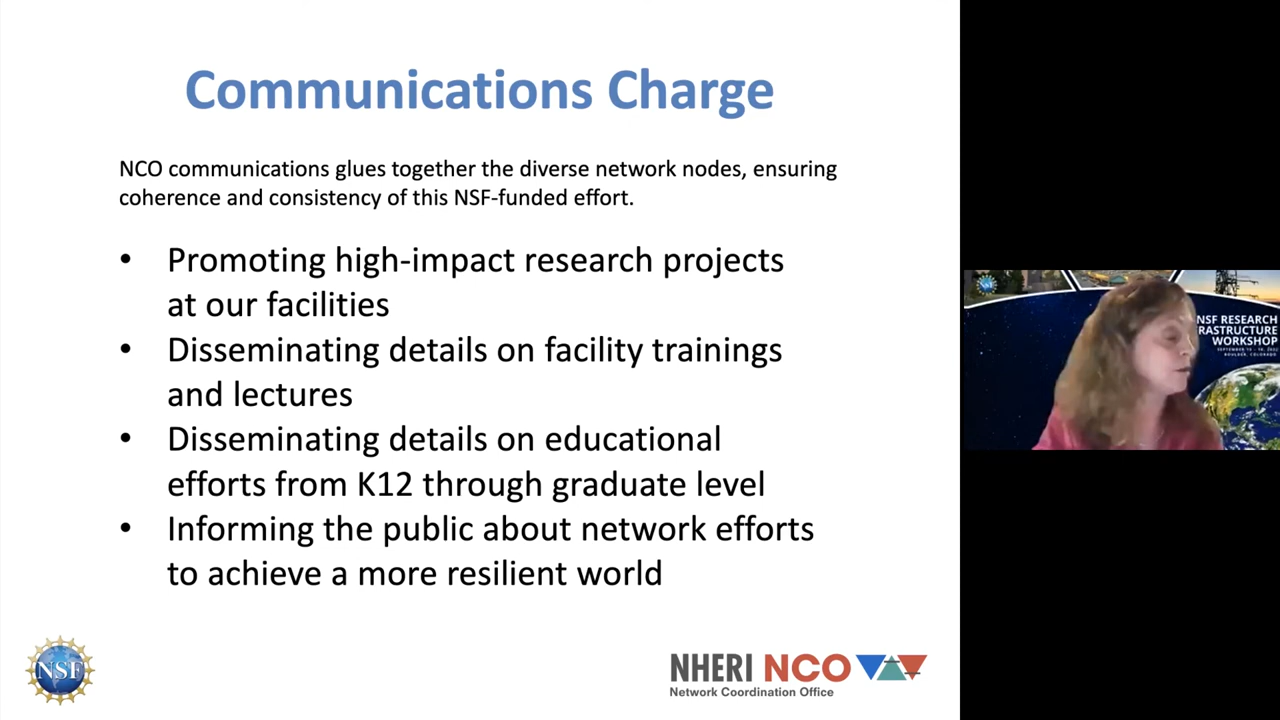 Communications Charge
NCO communications glues together the diverse network nodes, ensuring
coherence and consistency of this NSF-funded effort.
• Promoting high-impact research projects
at our facilities
• Disseminating details on facility trainings
and lectures
• Disseminating details on educational
efforts from K12 through graduate level
• Informing the public about network efforts
to achieve a more resilient world
NSF
NHERI NCO
Network Coordination Office
NSF RESEARCH
RASTRUCTURE
WORKSHOP
BOULDER, COLORADO